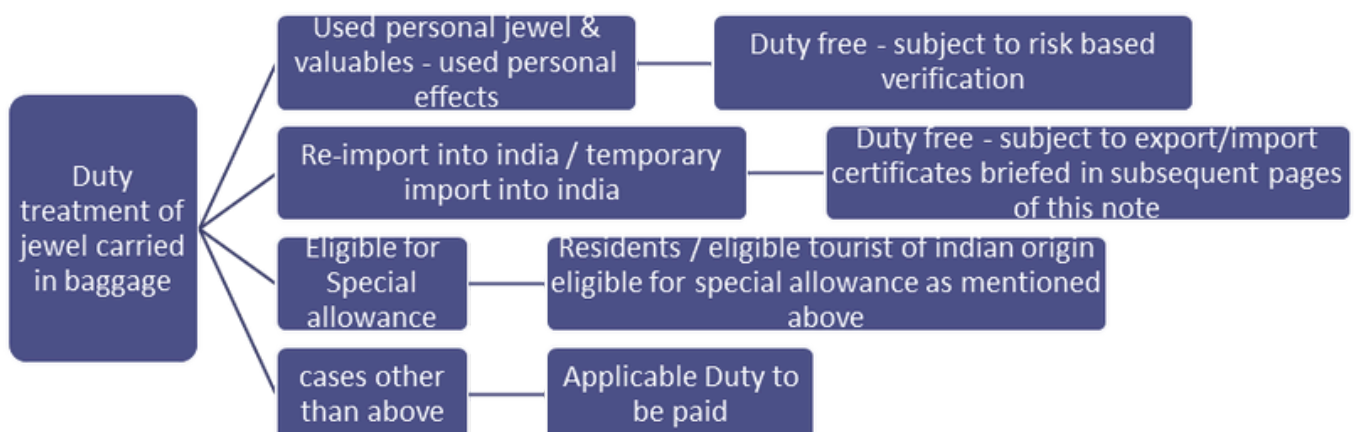 Duty
treatment of
jewel carried
in baggage
Used personal jewel &
valuables - used personal
effects
Duty free - subject to risk based
verification
Re-import into india / temporary
import into india
Duty free - subject to export/import
certificates briefed in subsequent pages
of this note
Eligible for
Special
allowance
Residents / eligible tourist of indian origin
eligible for special allowance as mentioned
above
cases other
than above
Applicable Duty to
be paid